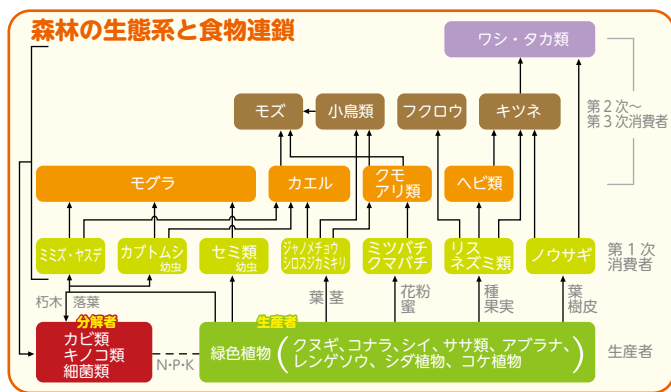 森林の生態系と食物連鎖
ワシ・タカ類
第2次〜
第3次消費者
モズ
小鳥類
フクロウ
キツネ
モグラ
カエル
クモ
アリ類
ヘビ類
ミミズ・ヤスデ
カブトムシ
幼虫
セミ類
幼虫
ジャノメチョウ
シロスジカミキリ
ミツバチ
クマバチ
リス
ネズミ類
ノウサギ
第1次
消費者
朽木
落葉
葉
茎
花粉
蜜
種
果実
葉
樹皮
分解者
カビ類
キノコ類
細菌類
N・P・K
生産者
緑色植物
(クヌギ、コナラ、シイ、ササ類、アブラナ、
レンゲソウ、シダ植物、コケ植物)
生産者